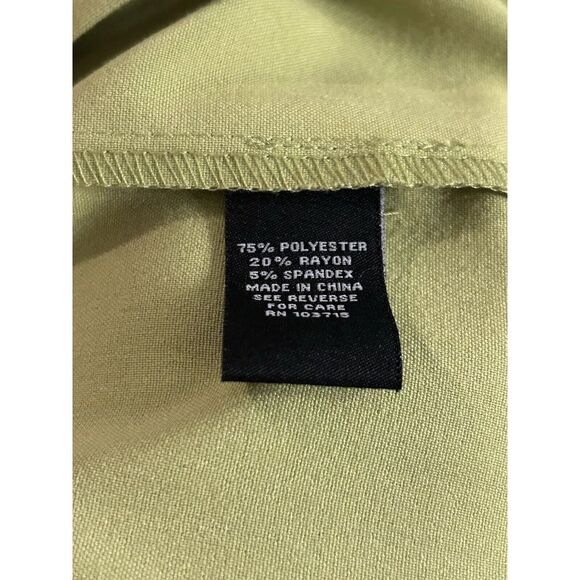 75% POLYESTER
20% RAYON
5% SPANDEX
MADE IN CHINA
SEE REVERSE
FOR CARE
RN 103715